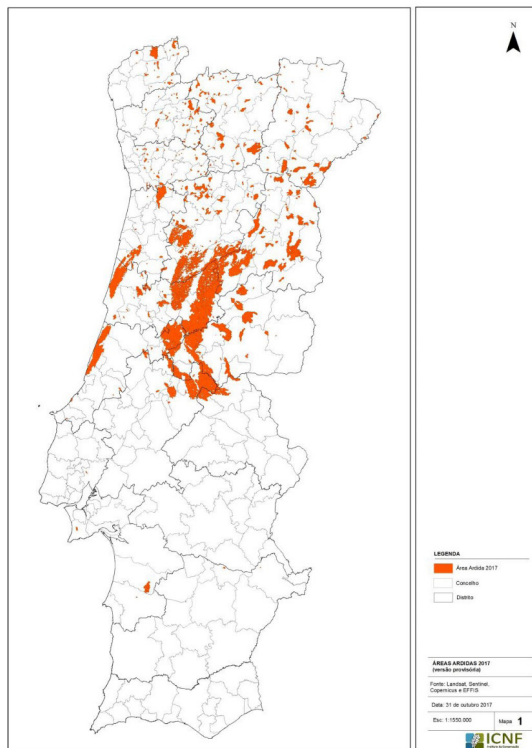 N
LEGENDA
Área Ardida 2017
Concelho
Distrito
ÁREAS ARDIDAS 2017
(versão provisória)
Fonte: Landsat, Sentinel,
Copernicus e EFFIS
Data: 31 de outubro 2017
Esc: 1:1550.000 Mapa 1
ICNF